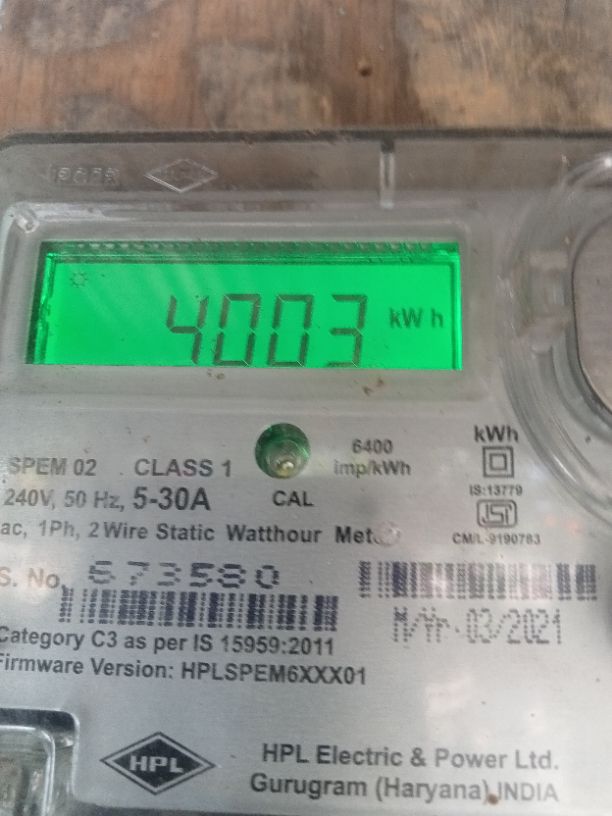 4003 kWh
6400
imp/kWh
kWh
SPEM 02 CLASS 1
IS:13779
240V, 50 Hz, 5-30A
CAL
ISI
ac, 1Ph, 2 Wire Static Watthour Meter
CM/L-9190783
S. No. 673580
M/Yr-03/2021
Category C3 as per IS 15959:2011
Firmware Version: HPLSPEM6XXX01
HPL
HPL Electric & Power Ltd.
Gurugram (Haryana), INDIA